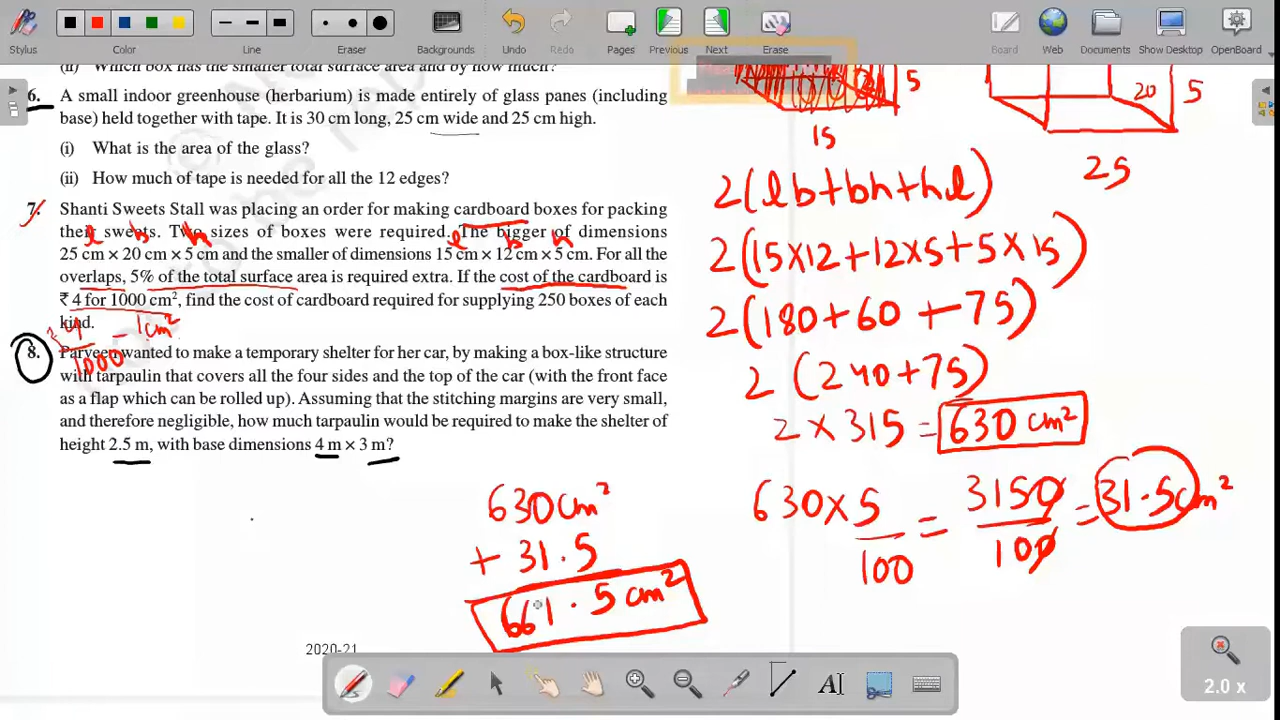 Stylus Color Line Eraser Backgrounds Undo Redo Pages Previous Next Erase Board Web Documents Show Desktop OpenBoard
(ii) Which box has the smaller total surface area and by how much?
6. A small indoor greenhouse (herbarium) is made entirely of glass panes (including
base) held together with tape. It is 30 cm long, 25 cm wide and 25 cm high.
(i) What is the area of the glass?
(ii) How much of tape is needed for all the 12 edges?
7. Shanti Sweets Stall was placing an order for making cardboard boxes for packing
their sweets. Two sizes of boxes were required. The bigger of dimensions
l b h l b h
25 cm × 20 cm × 5 cm and the smaller of dimensions 15 cm × 12 cm × 5 cm. For all the
overlaps, 5% of the total surface area is required extra. If the cost of the cardboard is
₹ 4 for 1000 cm², find the cost of cardboard required for supplying 250 boxes of each
kind.
4/1000 - 1cm²
8. Parveen wanted to make a temporary shelter for her car, by making a box-like structure
with tarpaulin that covers all the four sides and the top of the car (with the front face
as a flap which can be rolled up). Assuming that the stitching margins are very small,
and therefore negligible, how much tarpaulin would be required to make the shelter of
height 2.5 m, with base dimensions 4 m × 3 m?
630 cm²
+ 31.5
661.5 cm²
2020-21
5 20 5
15 25
2(lb+bh+hl)
2(15×12+12×5+5×15)
2(180+60+75)
2(240+75)
2×315 = 630 cm²
630×5/100 = 3150/100 = 31.5cm²
2.0 x